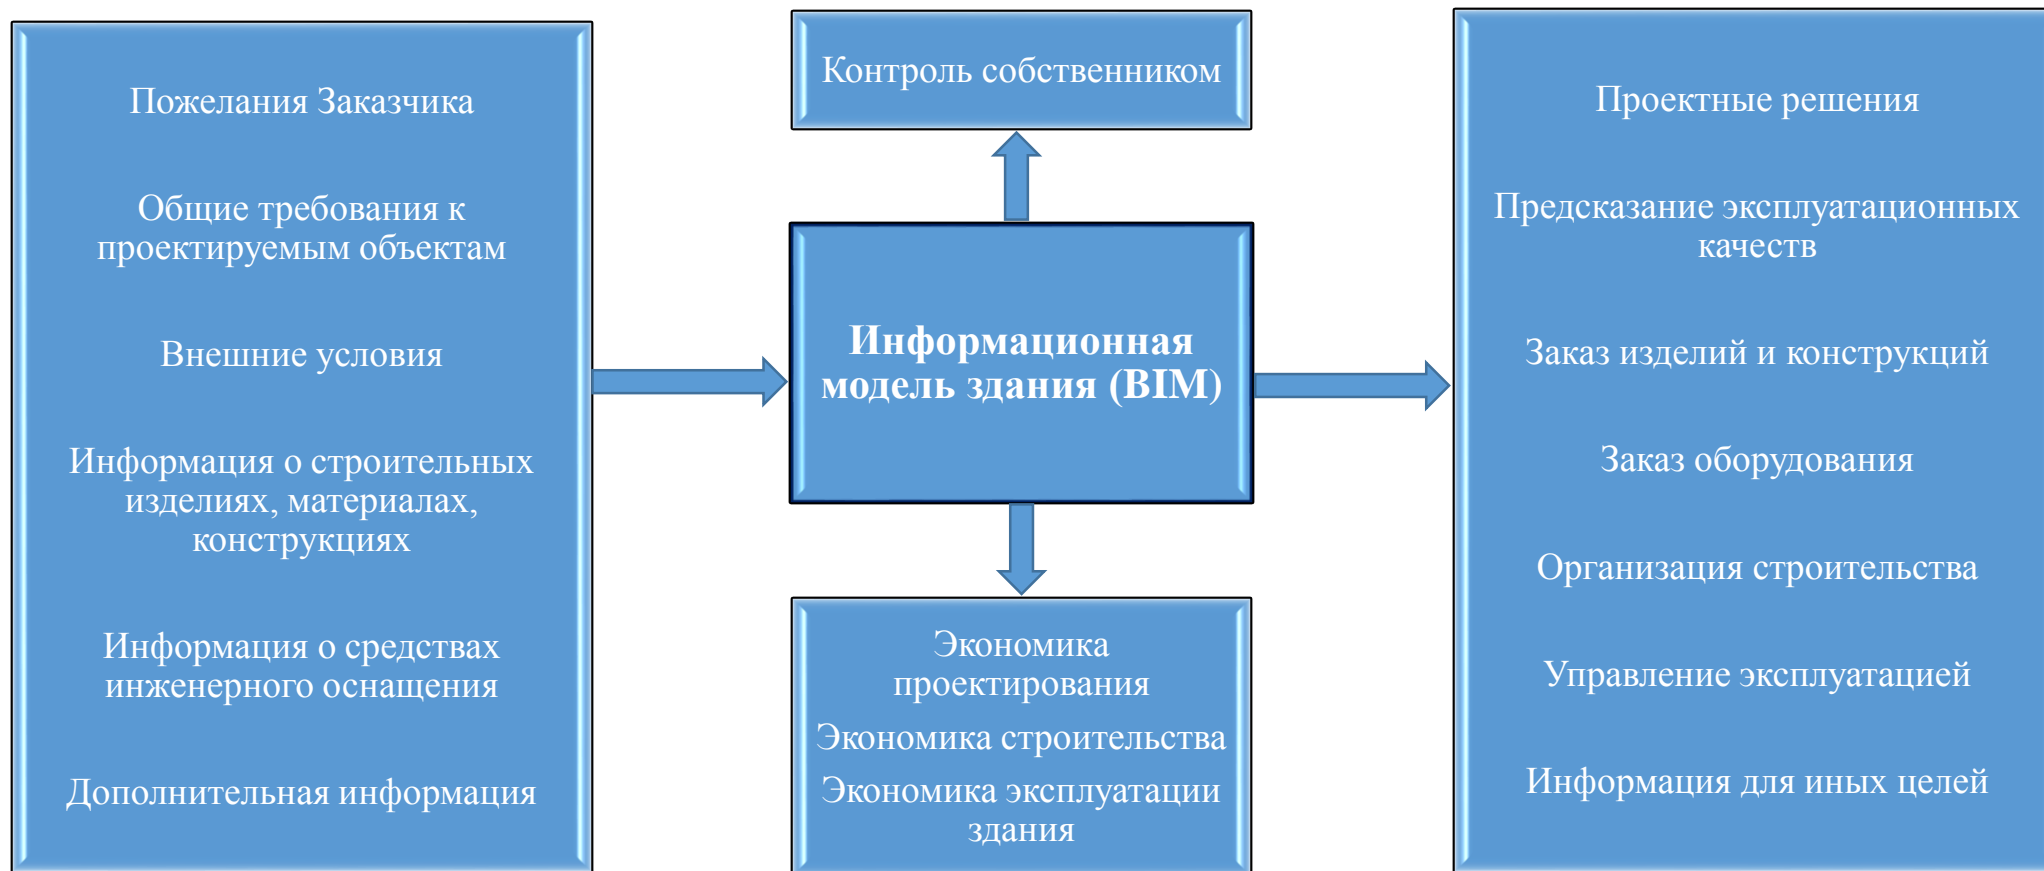 Пожелания Заказчика
Общие требования к
проектируемым объектам
Внешние условия
Информация о строительных
изделиях, материалах,
конструкциях
Информация о средствах
инженерного оснащения
Дополнительная информация
Контроль собственником
Информационная
модель здания (BIM)
Экономика
проектирования
Экономика строительства
Экономика эксплуатации
здания
Проектные решения
Предсказание эксплуатационных
качеств
Заказ изделий и конструкций
Заказ оборудования
Организация строительства
Управление эксплуатацией
Информация для иных целей